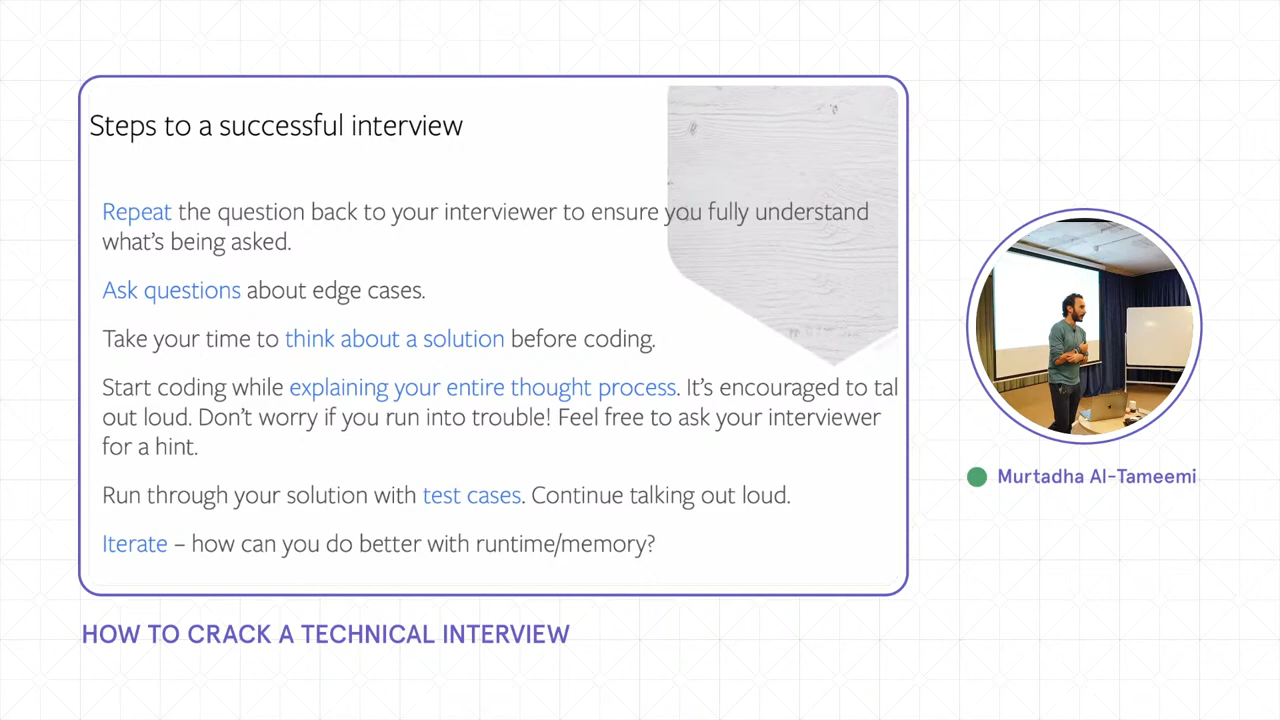 Steps to a successful interview
Repeat the question back to your interviewer to ensure you fully understand
what's being asked.
Ask questions about edge cases.
Take your time to think about a solution before coding.
Start coding while explaining your entire thought process. It's encouraged to tal
out loud. Don't worry if you run into trouble! Feel free to ask your interviewer
for a hint.
Run through your solution with test cases. Continue talking out loud.
Iterate – how can you do better with runtime/memory?
Murtadha Al-Tameemi
HOW TO CRACK A TECHNICAL INTERVIEW